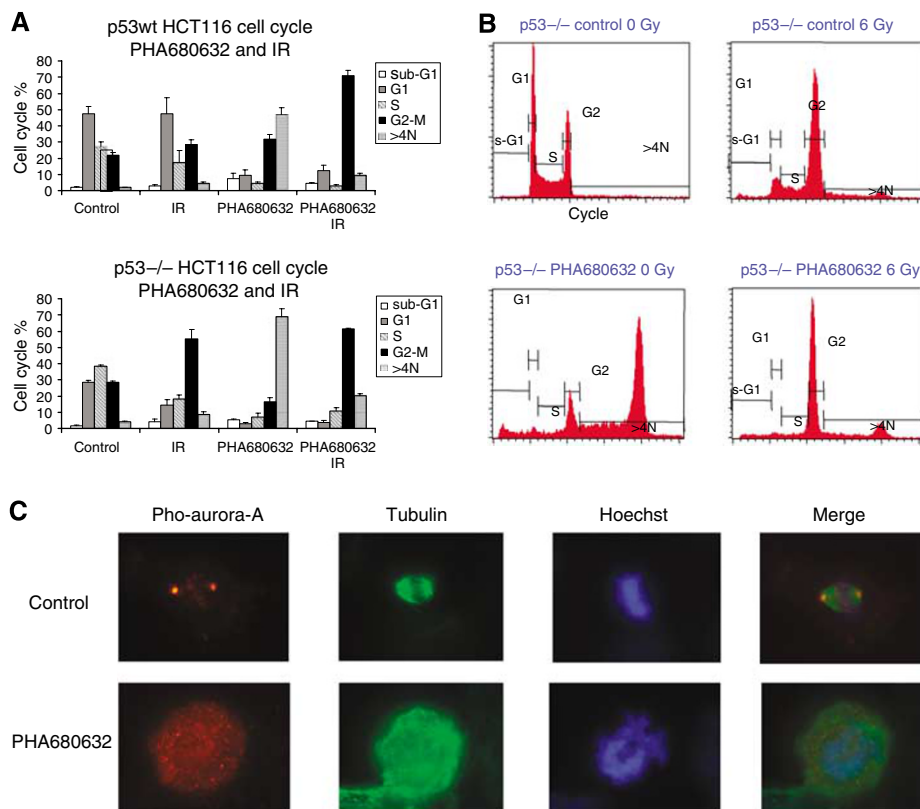 A
p53wt HCT116 cell cycle
PHA680632 and IR
Cell cycle %
80
70
60
50
40
30
20
10
0
Control
IR
PHA680632
PHA680632
IR
sub-G1
G1
S
G2-M
>4N
p53–/– HCT116 cell cycle
PHA680632 and IR
Cell cycle %
80
70
60
50
40
30
20
10
0
Control
IR
PHA680632
PHA680632
IR
sub-G1
G1
S
G2-M
>4N
B
p53–/– control 0 Gy
G1
G2
s-G1
S
>4N
Cycle
p53–/– control 6 Gy
G1
G2
s-G1
S
>4N
p53–/– PHA680632 0 Gy
G1
G2
S
>4N
p53–/– PHA680632 6 Gy
G1
G2
s-G1
S
>4N
C
Pho-aurora-A
Tubulin
Hoechst
Merge
Control
PHA680632